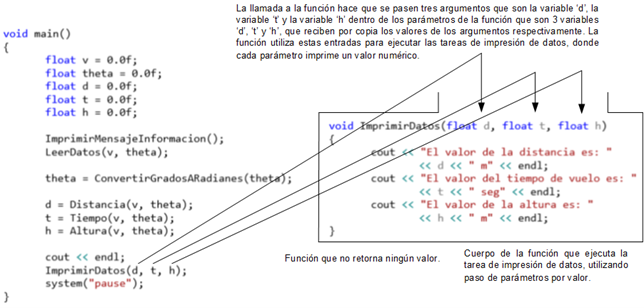 La llamada a la función hace que se pasen tres argumentos que son la variable ‘d’, la
variable ‘t’ y la variable ‘h’ dentro de los parámetros de la función que son 3 variables
‘d’, ‘t’ y ‘h’, que reciben por copia los valores de los argumentos respectivamente. La
función utiliza estas entradas para ejecutar las tareas de impresión de datos, donde
cada parámetro imprime un valor numérico.
void main()
{
float v = 0.0f;
float theta = 0.0f;
float d = 0.0f;
float t = 0.0f;
float h = 0.0f;
ImprimirMensajeInformacion();
LeerDatos(v, theta);
theta = ConvertirGradosARadianes(theta);
d = Distancia(v, theta);
t = Tiempo(v, theta);
h = Altura(v, theta);
cout << endl;
ImprimirDatos(d, t, h);
system("pause");
}
void ImprimirDatos(float d, float t, float h)
{
cout << "El valor de la distancia es: "
<< d << " m" << endl;
cout << "El valor del tiempo de vuelo es: "
<< t << " seg" << endl;
cout << "El valor de la altura es: "
<< h << " m" << endl;
}
Función que no retorna ningún valor.
Cuerpo de la función que ejecuta la
tarea de impresión de datos, utilizando
paso de parámetros por valor.